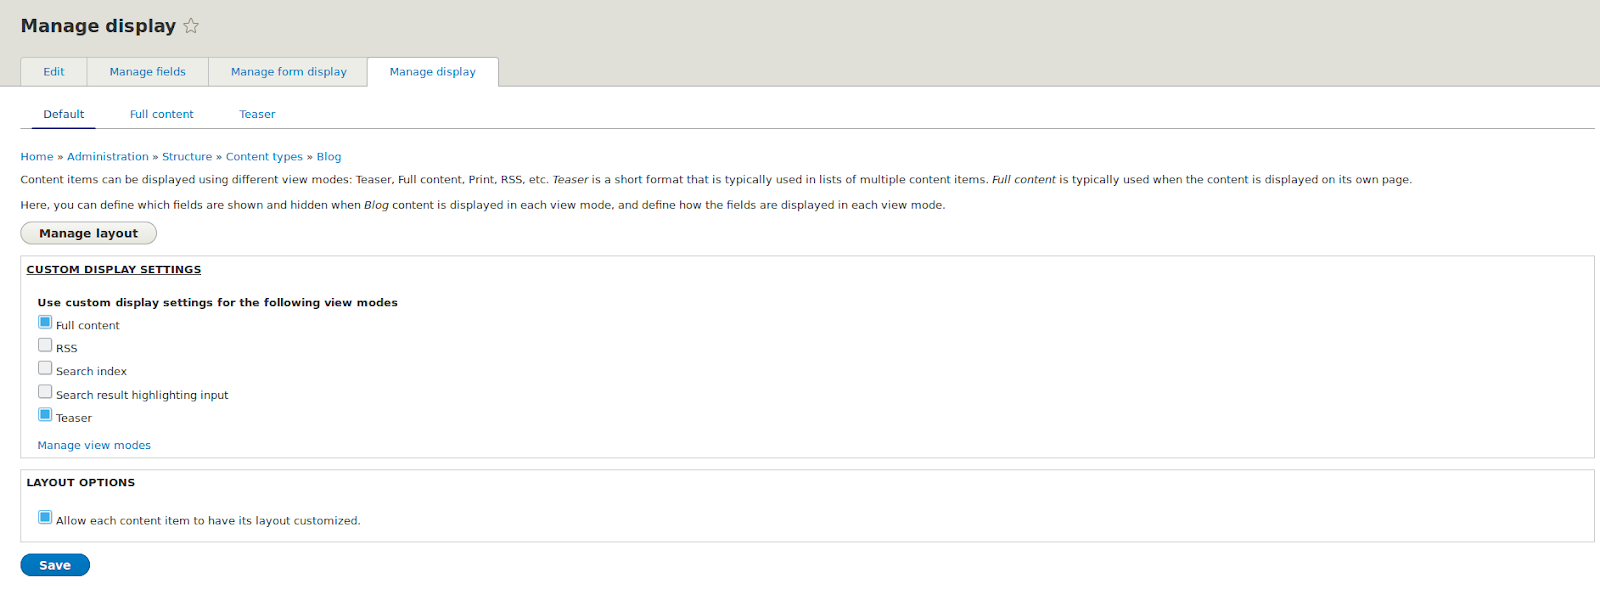 Manage display
Edit Manage fields Manage form display Manage display
Default Full content Teaser
Home » Administration » Structure » Content types » Blog
Content items can be displayed using different view modes: Teaser, Full content, Print, RSS, etc. Teaser is a short format that is typically used in lists of multiple content items. Full content is typically used when the content is displayed on its own page.
Here, you can define which fields are shown and hidden when Blog content is displayed in each view mode, and define how the fields are displayed in each view mode.
Manage layout
CUSTOM DISPLAY SETTINGS
Use custom display settings for the following view modes
Full content
RSS
Search index
Search result highlighting input
Teaser
Manage view modes
LAYOUT OPTIONS
Allow each content item to have its layout customized.
Save